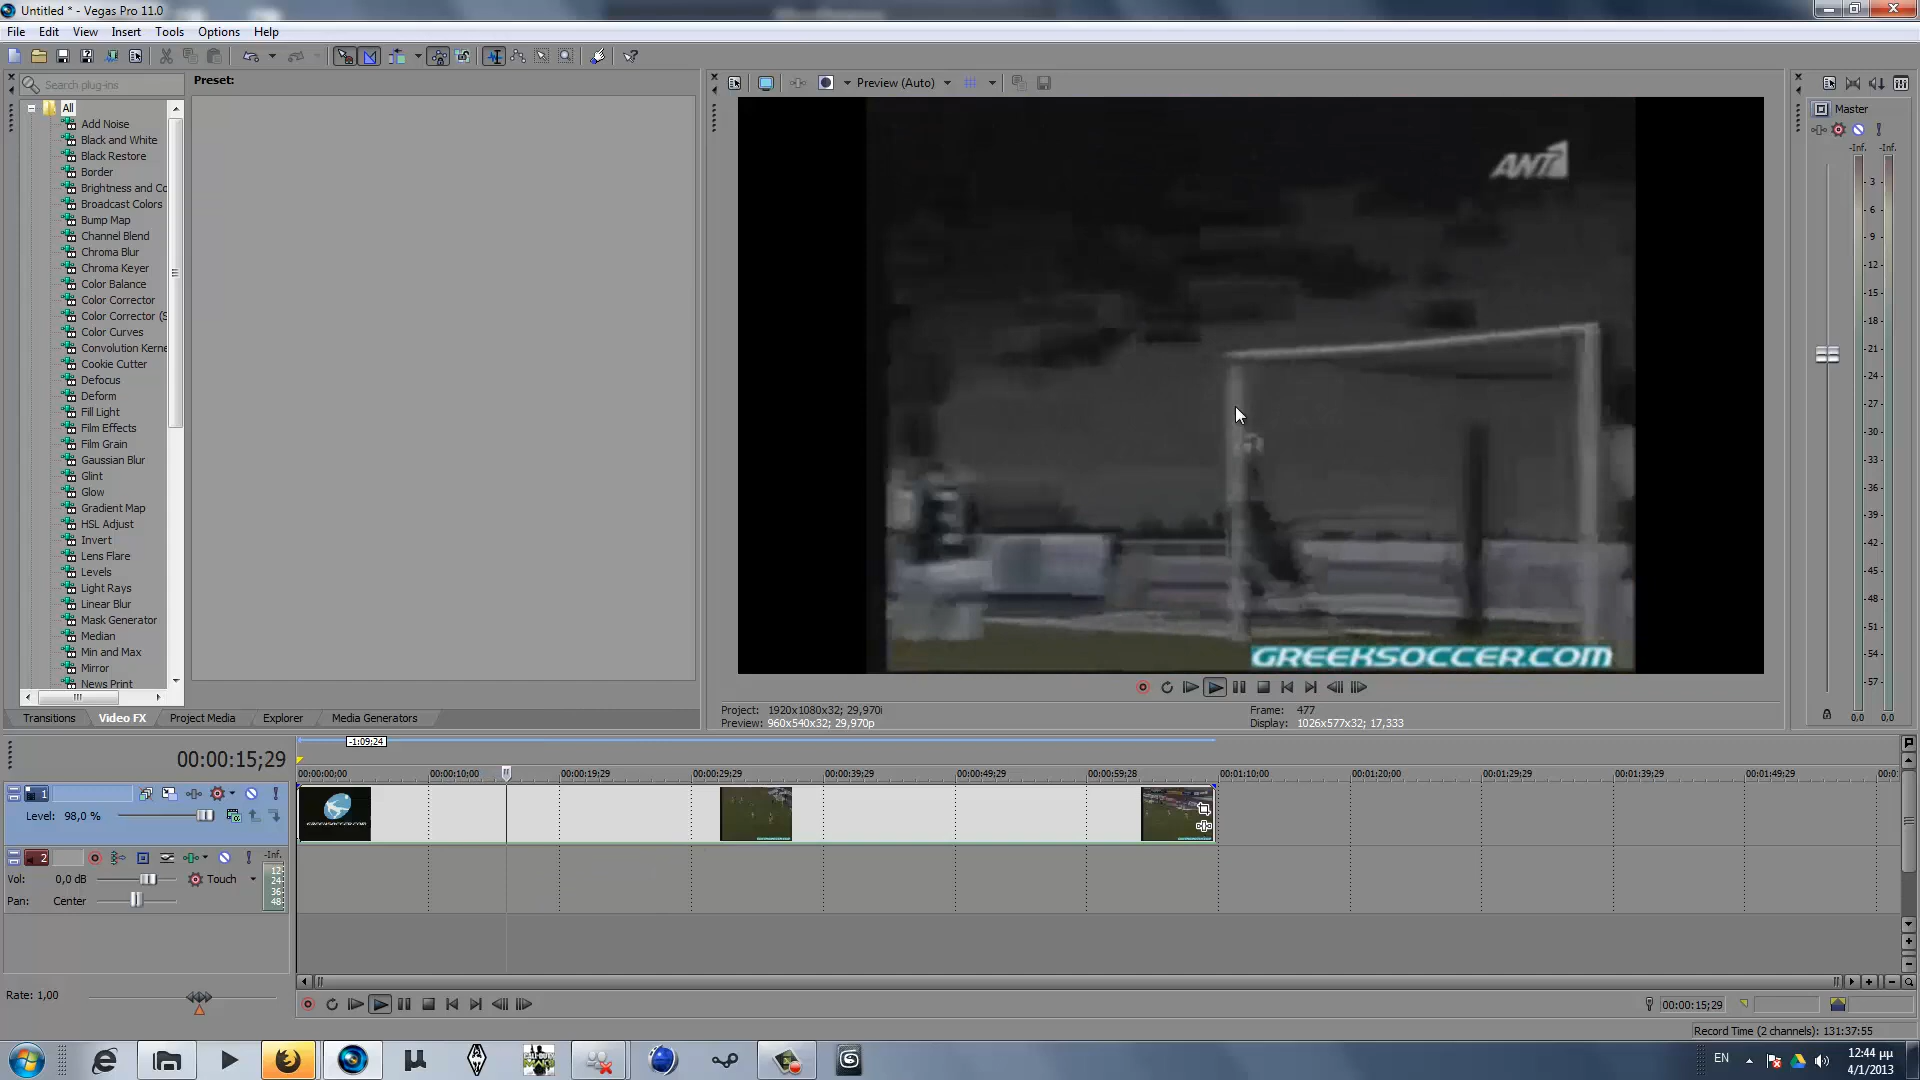 Untitled * - Vegas Pro 11.0
File Edit View Insert Tools Options Help
Search plug-ins
Preset:
Preview (Auto)
All
Add Noise
Black and White
Black Restore
Border
Brightness and Co
Broadcast Colors
Bump Map
Channel Blend
Chroma Blur
Chroma Keyer
Color Balance
Color Corrector
Color Corrector (S
Color Curves
Convolution Kerne
Cookie Cutter
Defocus
Deform
Fill Light
Film Effects
Film Grain
Gaussian Blur
Glint
Glow
Gradient Map
HSL Adjust
Invert
Lens Flare
Levels
Light Rays
Linear Blur
Mask Generator
Median
Min and Max
Mirror
News Print
Transitions Video FX Project Media Explorer Media Generators
ANT1
GREEKSOCCER.COM
Project: 1920x1080x32; 29,970i
Preview: 960x540x32; 29,970p
Frame: 477
Display: 1026x577x32; 17,333
Master
-Inf. -Inf.
3
6
9
12
15
18
21
24
27
30
33
36
39
42
45
48
51
54
57
0,0 0,0
00:00:15;29
-1:09;24
00:00:00;00 00:00:10;00 00:00:19;29 00:00:29;29 00:00:39;29 00:00:49;29 00:00:59;28 00:01:10;00 00:01:20;00 00:01:29;29 00:01:39;29 00:01:49;29 00:0
1
Level: 98,0 %
GREEKSOCCER.COM
2
-Inf.
12
24
36
48
Vol: 0,0 dB Touch
Pan: Center
Rate: 1,00
00:00:15;29
Record Time (2 channels): 131:37:55
EN
12:44 μμ
4/1/2013